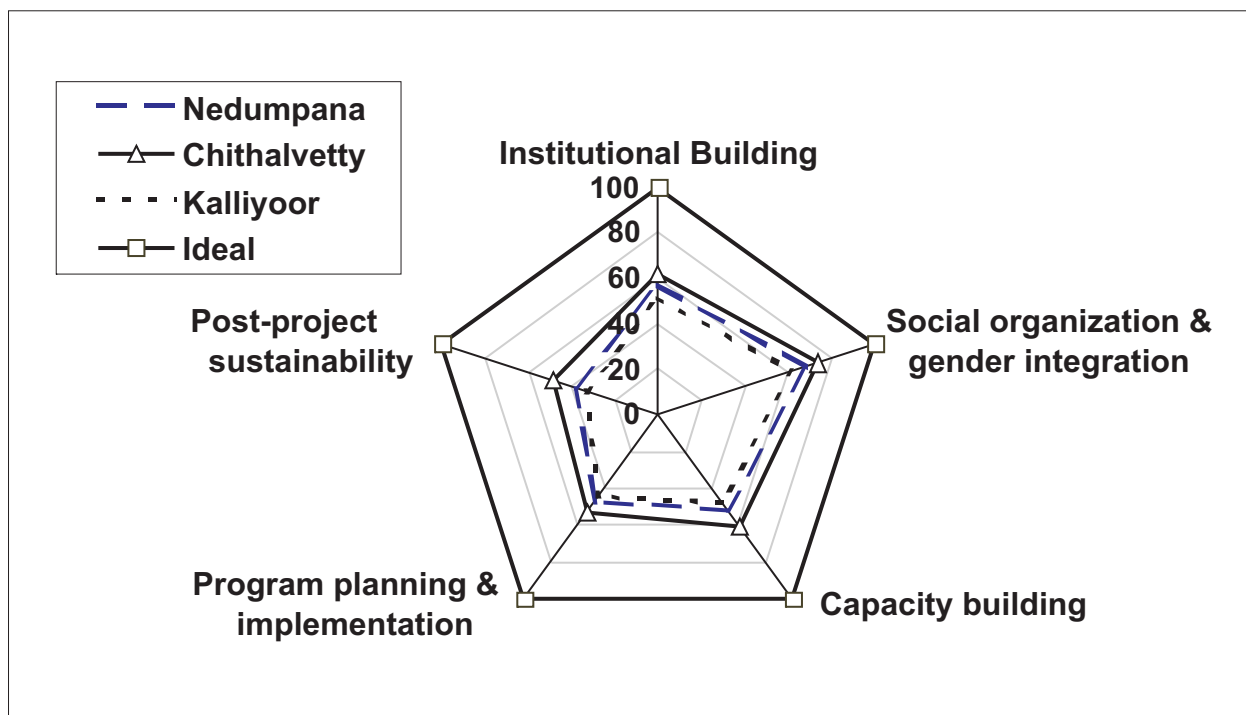 Nedumpana
Chithalvetty
Kalliyoor
Ideal
Institutional Building
100
80
60
40
20
0
Social organization &
gender integration
Capacity building
Program planning &
implementation
Post-project
sustainability